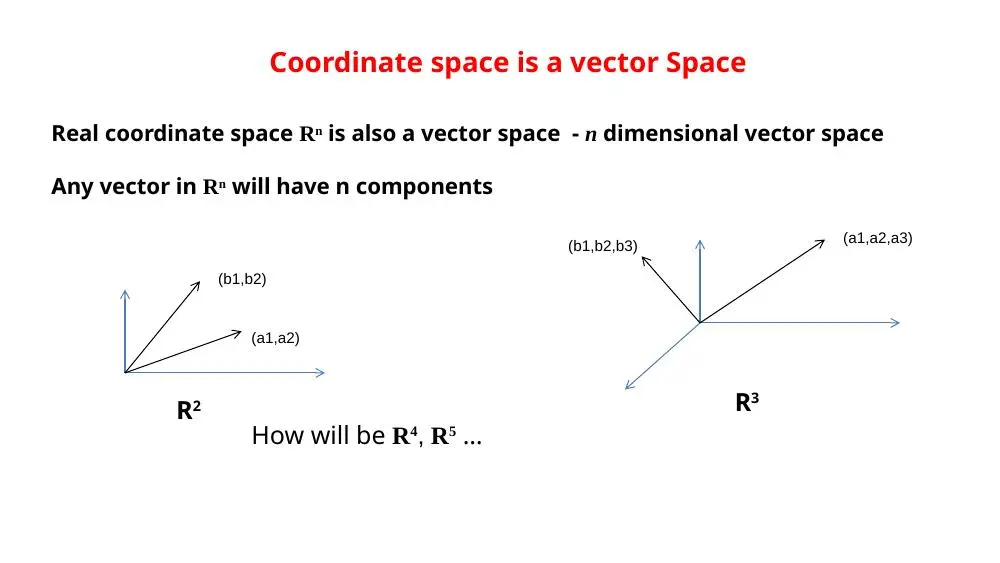 Coordinate space is a vector Space
Real coordinate space Rⁿ is also a vector space - n dimensional vector space
Any vector in Rⁿ will have n components
(b1,b2)
(a1,a2)
R²
(b1,b2,b3)
(a1,a2,a3)
R³
How will be R⁴, R⁵ ...